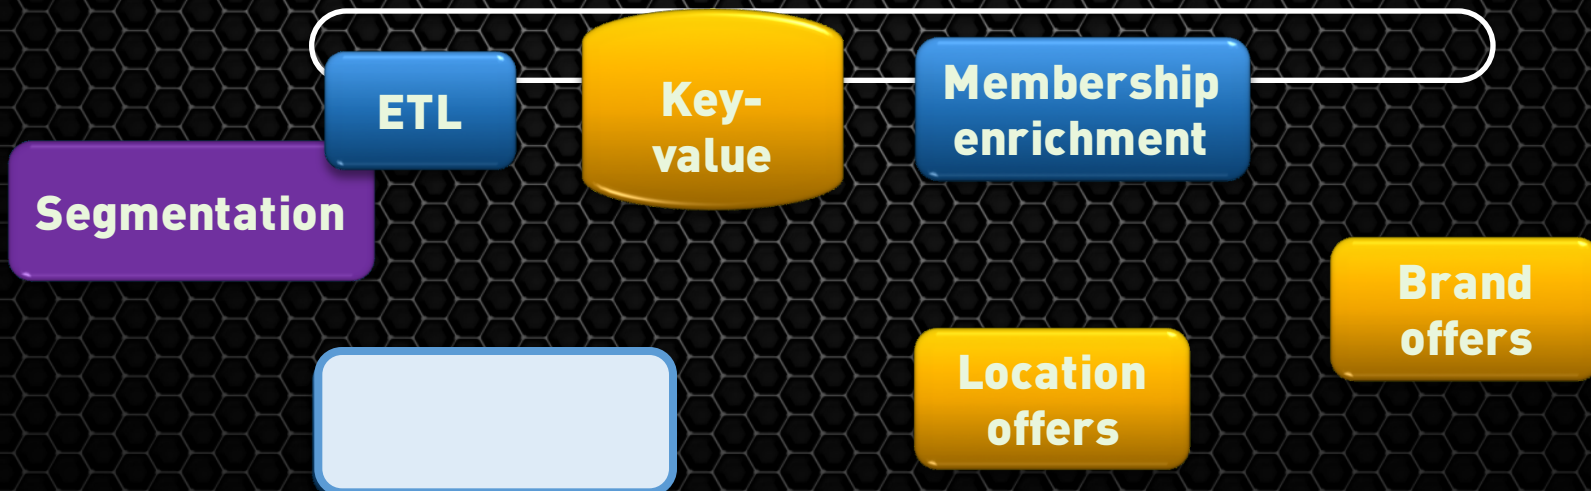 ETL
Key-
value
Membership
enrichment
Segmentation
Brand
offers
Location
offers